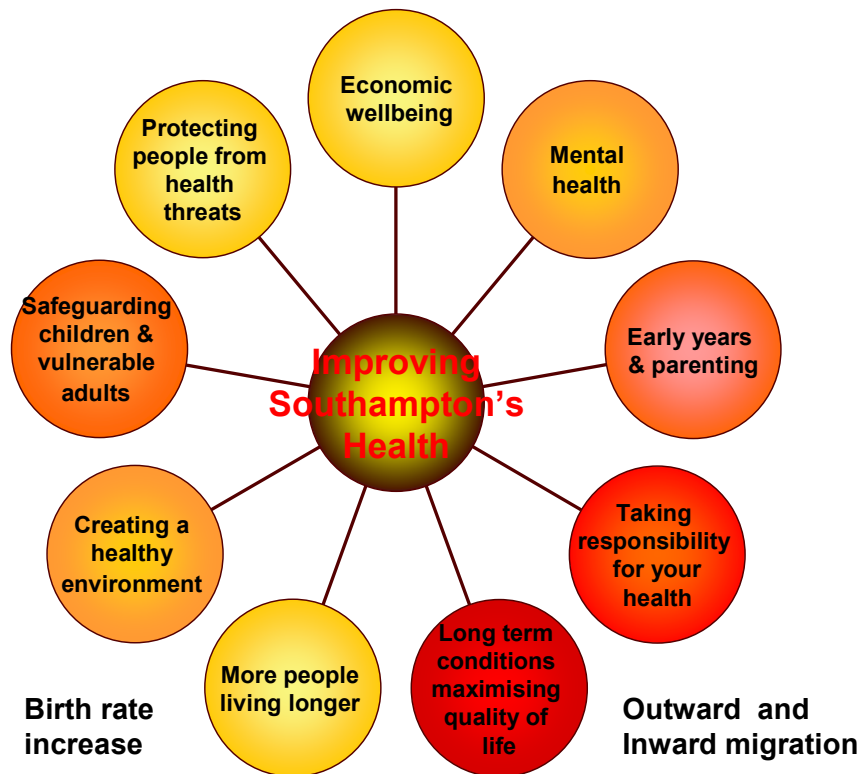 Economic
wellbeing
Mental
health
Early years
& parenting
Taking
responsibility
for your
health
Long term
conditions
maximising
quality of
life
More people
living longer
Creating a
healthy
environment
Safeguarding
children &
vulnerable
adults
Protecting
people from
health
threats
Improving
Southampton's
Health
Birth rate
increase
Outward and
Inward migration